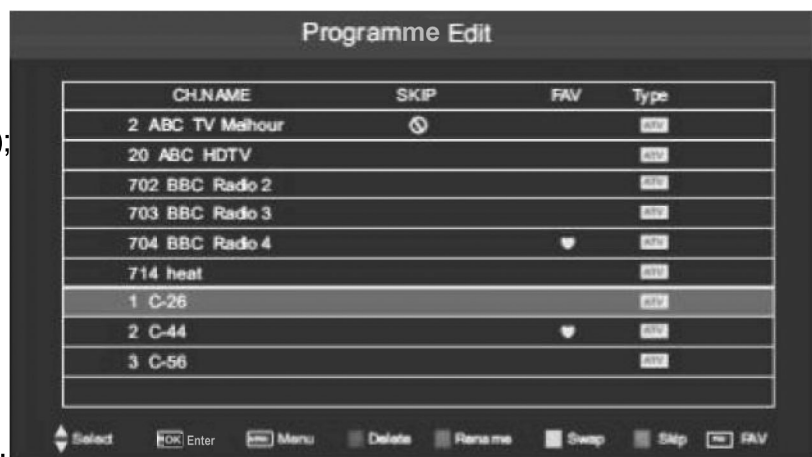 Programme Edit
CH.NAME SKIP FAV Type
2 ABC TV Melhour ATV
);
20 ABC HDTV ATV
702 BBC Radio 2 ATV
703 BBC Radio 3 ATV
704 BBC Radio 4 ATV
714 heat ATV
1 C-26 ATV
2 C-44 ATV
3 C-56 ATV
Select OK Enter Menu Delete Rename Swap Skip FAV
.